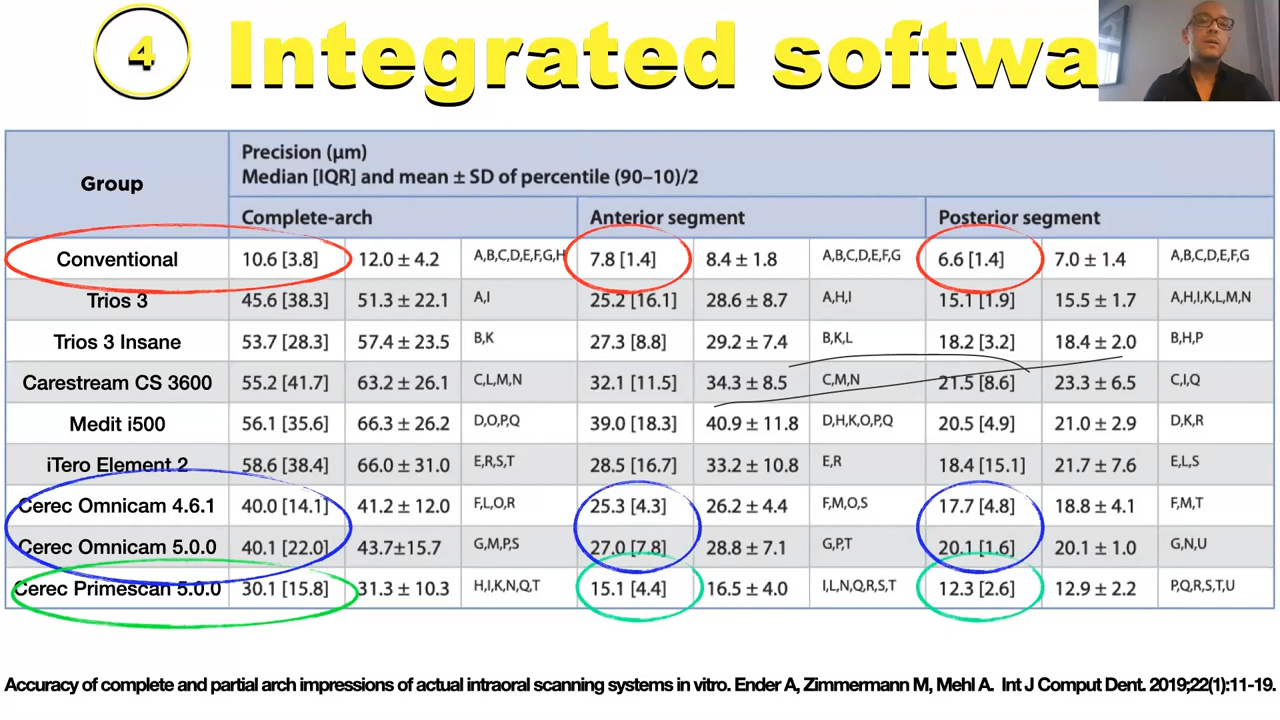 4 Integrated softwa
Group
Precision (μm)
Median [IQR] and mean ± SD of percentile (90–10)/2
Complete-arch Anterior segment Posterior segment
Conventional 10.6 [3.8] 12.0 ± 4.2 A,B,C,D,E,F,G,H 7.8 [1.4] 8.4 ± 1.8 A,B,C,D,E,F,G 6.6 [1.4] 7.0 ± 1.4 A,B,C,D,E,F,G
Trios 3 45.6 [38.3] 51.3 ± 22.1 A,I 25.2 [16.1] 28.6 ± 8.7 A,H,I 15.1 [1.9] 15.5 ± 1.7 A,H,I,K,L,M,N
Trios 3 Insane 53.7 [28.3] 57.4 ± 23.5 B,K 27.3 [8.8] 29.2 ± 7.4 B,K,L 18.2 [3.2] 18.4 ± 2.0 B,H,P
Carestream CS 3600 55.2 [41.7] 63.2 ± 26.1 C,L,M,N 32.1 [11.5] 34.3 ± 8.5 C,M,N 21.5 [8.6] 23.3 ± 6.5 C,I,Q
Medit i500 56.1 [35.6] 66.3 ± 26.2 D,O,P,Q 39.0 [18.3] 40.9 ± 11.8 D,H,K,O,P,Q 20.5 [4.9] 21.0 ± 2.9 D,K,R
iTero Element 2 58.6 [38.4] 66.0 ± 31.0 E,R,S,T 28.5 [16.7] 33.2 ± 10.8 E,R 18.4 [15.1] 21.7 ± 7.6 E,L,S
Cerec Omnicam 4.6.1 40.0 [14.1] 41.2 ± 12.0 F,L,O,R 25.3 [4.3] 26.2 ± 4.4 F,M,O,S 17.7 [4.8] 18.8 ± 4.1 F,M,T
Cerec Omnicam 5.0.0 40.1 [22.0] 43.7±15.7 G,M,P,S 27.0 [7.8] 28.8 ± 7.1 G,P,T 20.1 [1.6] 20.1 ± 1.0 G,N,U
Cerec Primescan 5.0.0 30.1 [15.8] 31.3 ± 10.3 H,I,K,N,Q,T 15.1 [4.4] 16.5 ± 4.0 I,L,N,Q,R,S,T 12.3 [2.6] 12.9 ± 2.2 P,Q,R,S,T,U
Accuracy of complete and partial arch impressions of actual intraoral scanning systems in vitro. Ender A, Zimmermann M, Mehl A. Int J Comput Dent. 2019;22(1):11-19.